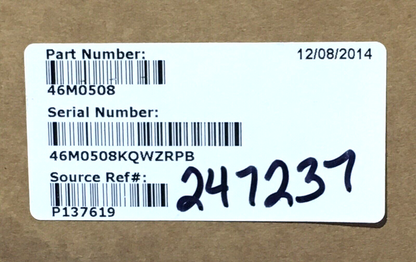 Part Number: 12/08/2014
46M0508
Serial Number:
46M0508KQWZRPB
Source Ref#:
247237
P137619